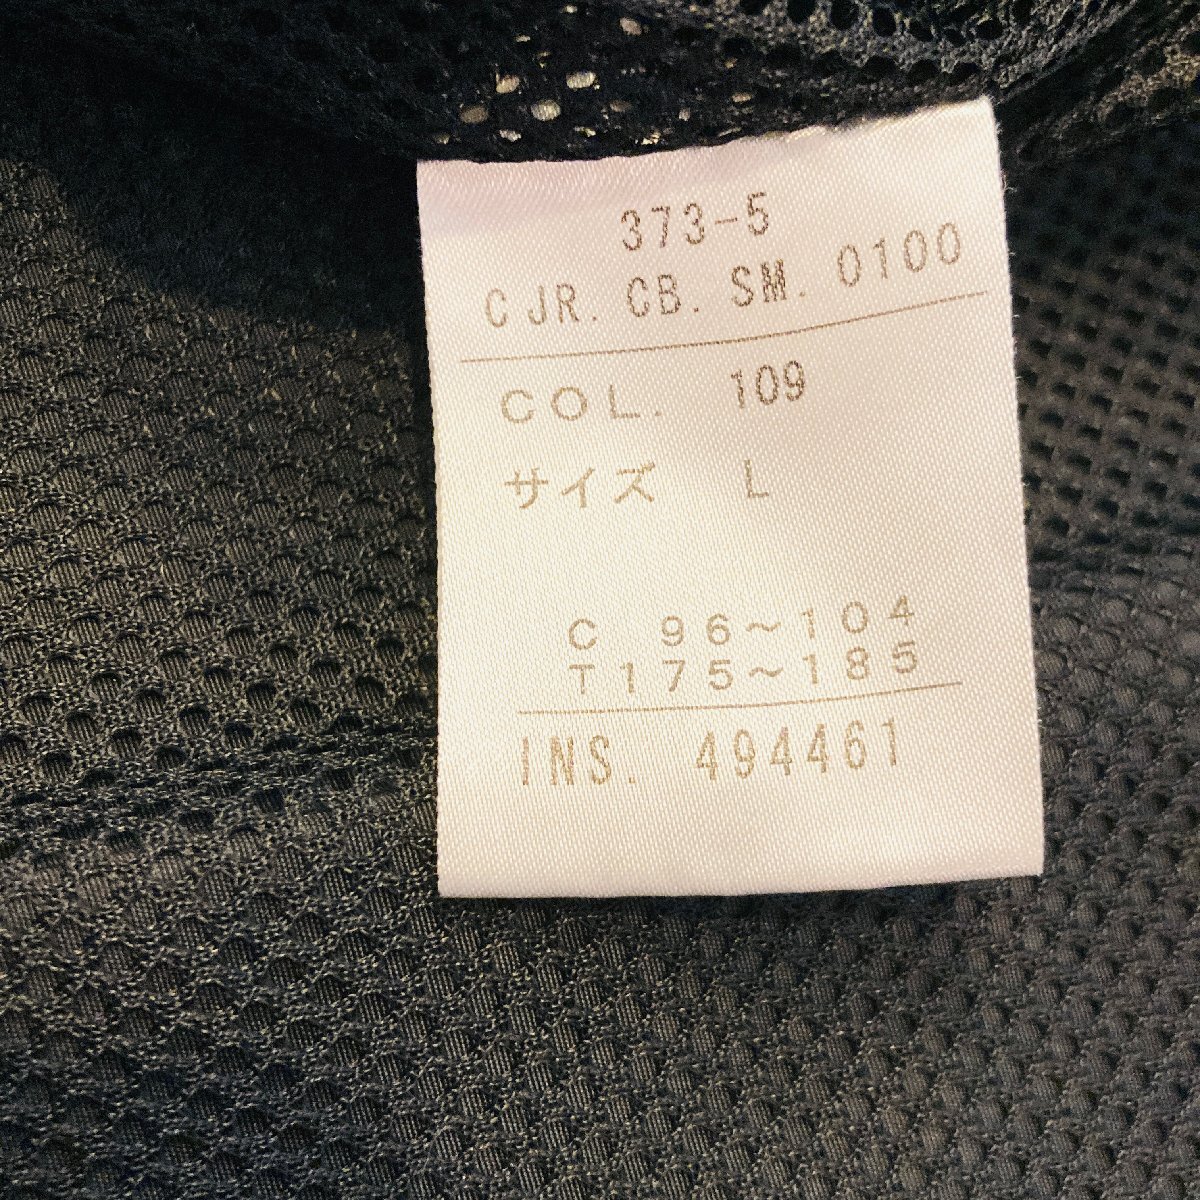 373-5
CJR. CB. SM. 0100
COL. 109
サイズ L
C 96～104
T175～185
INS. 494461